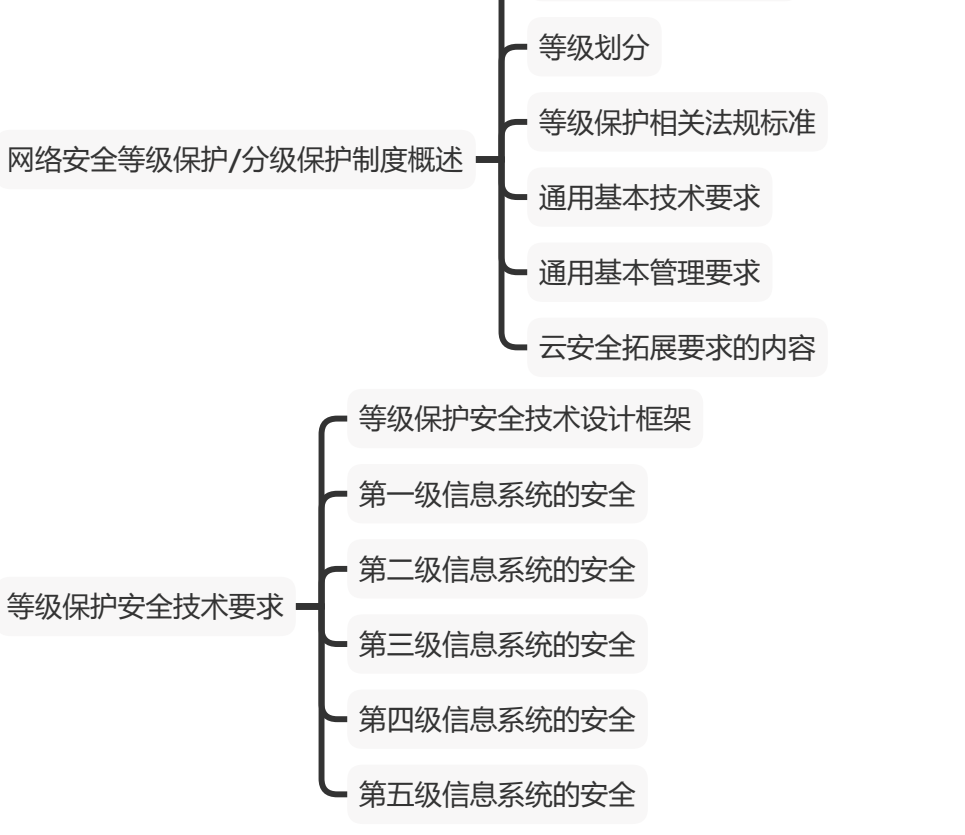 等级划分
等级保护相关法规标准
网络安全等级保护/分级保护制度概述
通用基本技术要求
通用基本管理要求
云安全拓展要求的内容
等级保护安全技术设计框架
第一级信息系统的安全
第二级信息系统的安全
等级保护安全技术要求
第三级信息系统的安全
第四级信息系统的安全
第五级信息系统的安全